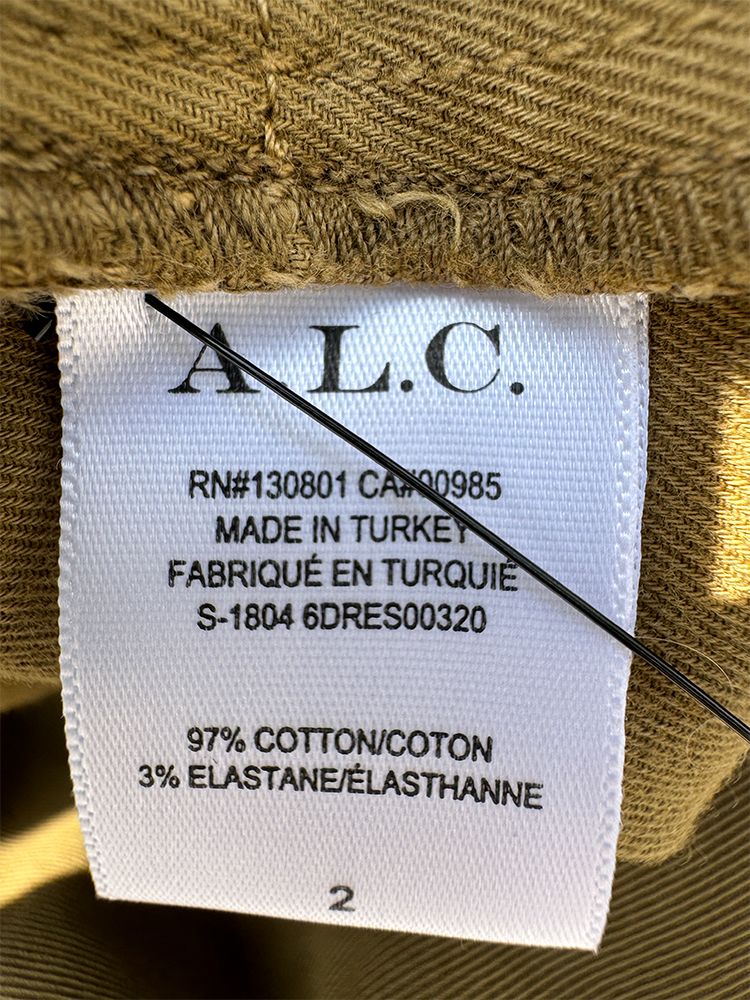 A.L.C.
RN#130801 CA#00985
MADE IN TURKEY
FABRIQUÉ EN TURQUIE
S-1804 6DRES00320
97% COTTON/COTON
3% ELASTANE/ÉLASTHANNE
2